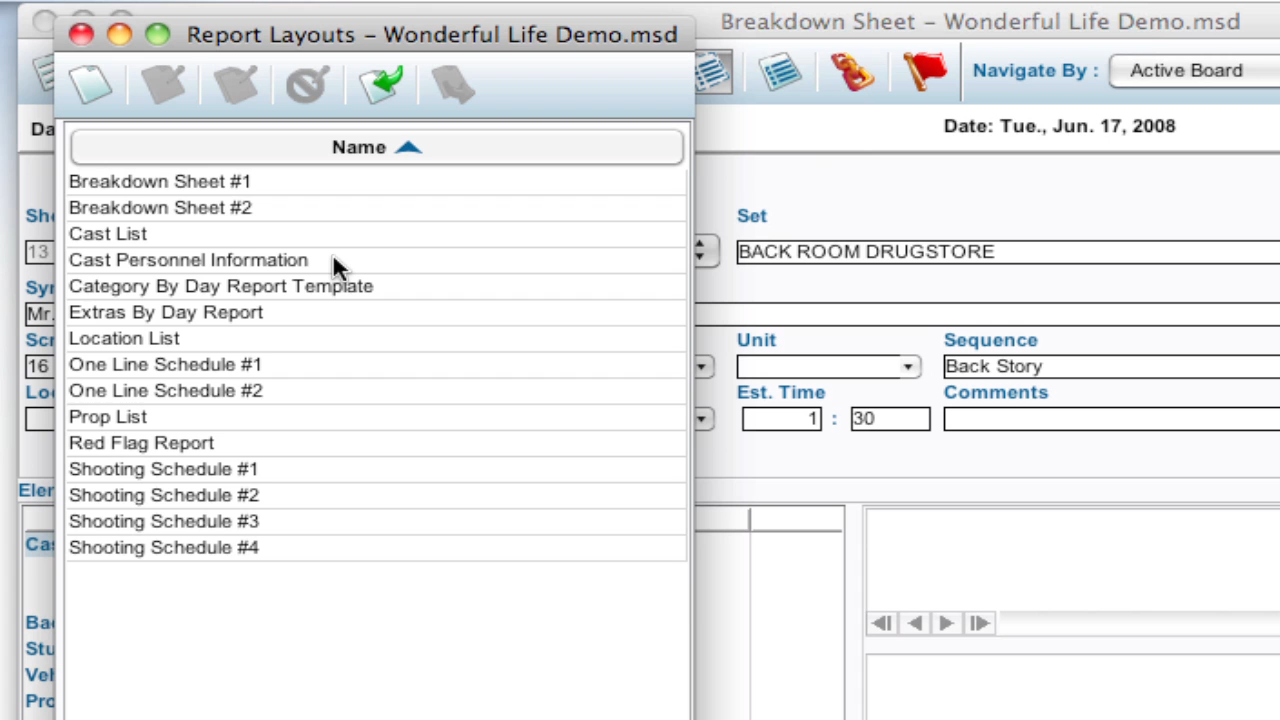 Breakdown Sheet – Wonderful Life Demo.msd
Report Layouts – Wonderful Life Demo.msd
Navigate By :
Active Board
Date: Tue., Jun. 17, 2008
Name
Breakdown Sheet #1
Breakdown Sheet #2
Cast List
Cast Personnel Information
Category By Day Report Template
Extras By Day Report
Location List
One Line Schedule #1
One Line Schedule #2
Prop List
Red Flag Report
Shooting Schedule #1
Shooting Schedule #2
Shooting Schedule #3
Shooting Schedule #4
13
Mr.
16
Set
BACK ROOM DRUGSTORE
Unit
Sequence
Back Story
Est. Time
Comments
1 : 30